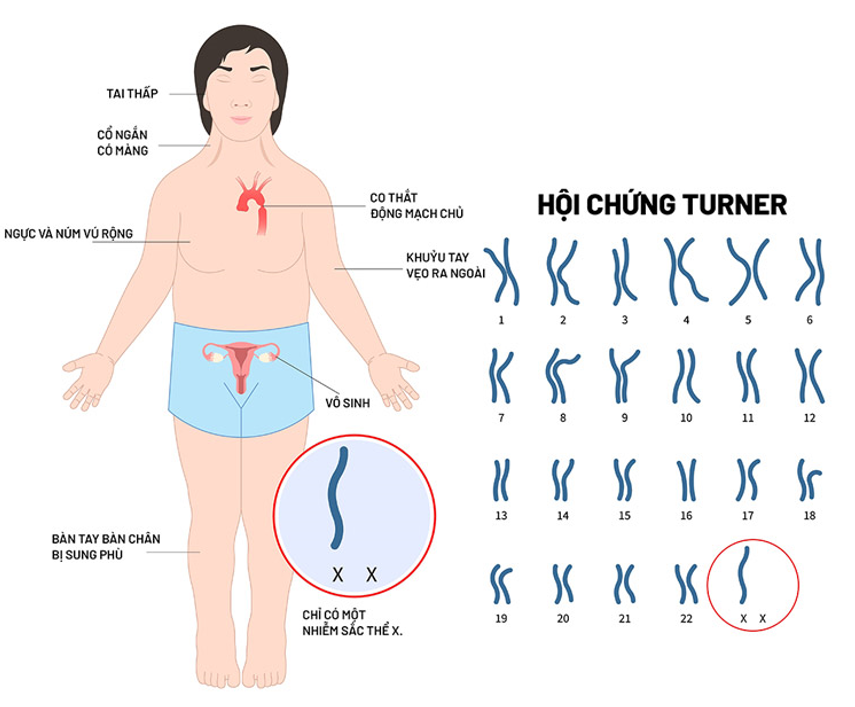 TAI THẤP
CỔ NGẮN
CÓ MÀNG
NGỰC VÀ NÚM VÚ RỘNG
CO THẮT
ĐỘNG MẠCH CHỦ
KHUỶU TAY
VẸO RA NGOÀI
VÔ SINH
BÀN TAY BÀN CHÂN
BỊ SUNG PHÙ
X X
CHỈ CÓ MỘT
NHIỄM SẮC THỂ X.
HỘI CHỨNG TURNER
1 2 3 4 5 6
7 8 9 10 11 12
13 14 15 16 17 18
19 20 21 22 X X